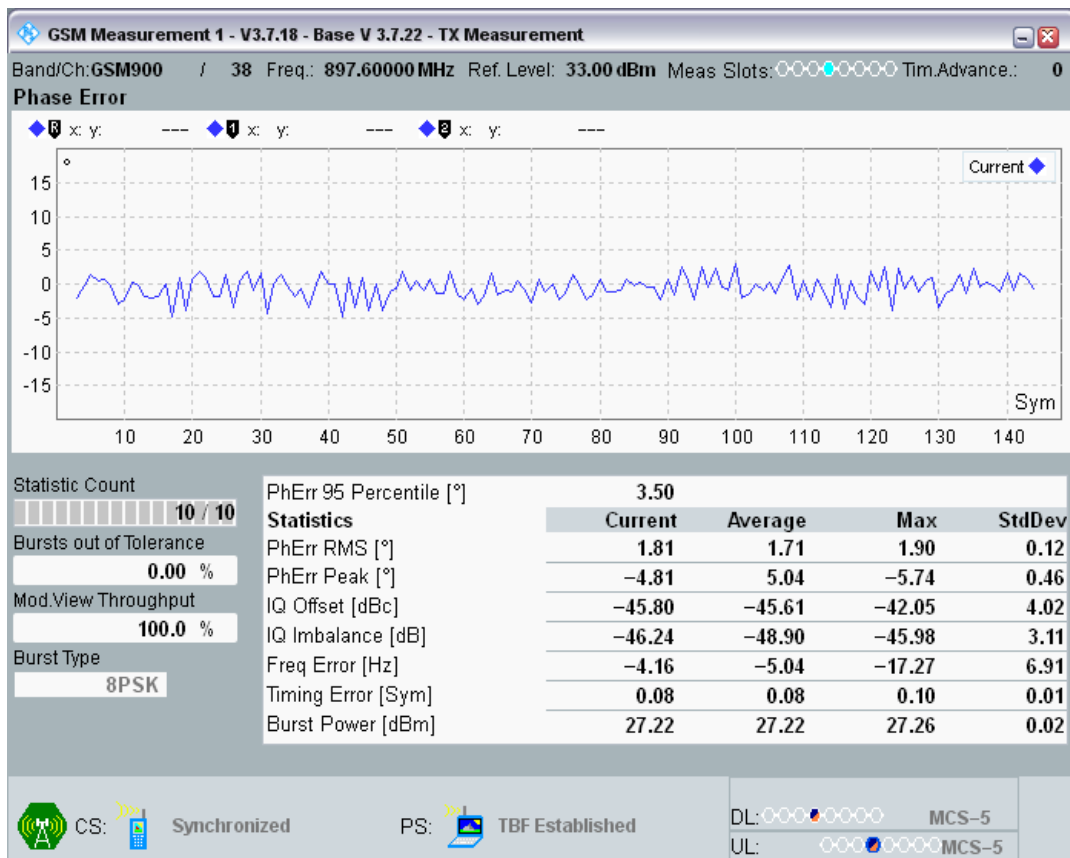 GSM Measurement 1 - V3.7.18 - Base V 3.7.22 - TX Measurement
Band/Ch:GSM900 / 38 Freq.: 897.60000 MHz Ref. Level: 33.00 dBm Meas Slots: Tim.Advance.: 0
Phase Error
R x: y: --- 1 x: y: --- 2 x: y: ---
° Current
15
10
5
0
-5
-10
-15
Sym
10 20 30 40 50 60 70 80 90 100 110 120 130 140
Statistic Count
10 / 10
Bursts out of Tolerance
0.00 %
Mod.View Throughput
100.0 %
Burst Type
8PSK
PhErr 95 Percentile [°] 3.50
Statistics Current Average Max StdDev
PhErr RMS [°] 1.81 1.71 1.90 0.12
PhErr Peak [°] −4.81 5.04 −5.74 0.46
IQ Offset [dBc] −45.80 −45.61 −42.05 4.02
IQ Imbalance [dB] −46.24 −48.90 −45.98 3.11
Freq Error [Hz] −4.16 −5.04 −17.27 6.91
Timing Error [Sym] 0.08 0.08 0.10 0.01
Burst Power [dBm] 27.22 27.22 27.26 0.02
CS: Synchronized PS: TBF Established
DL: MCS−5
UL: MCS−5